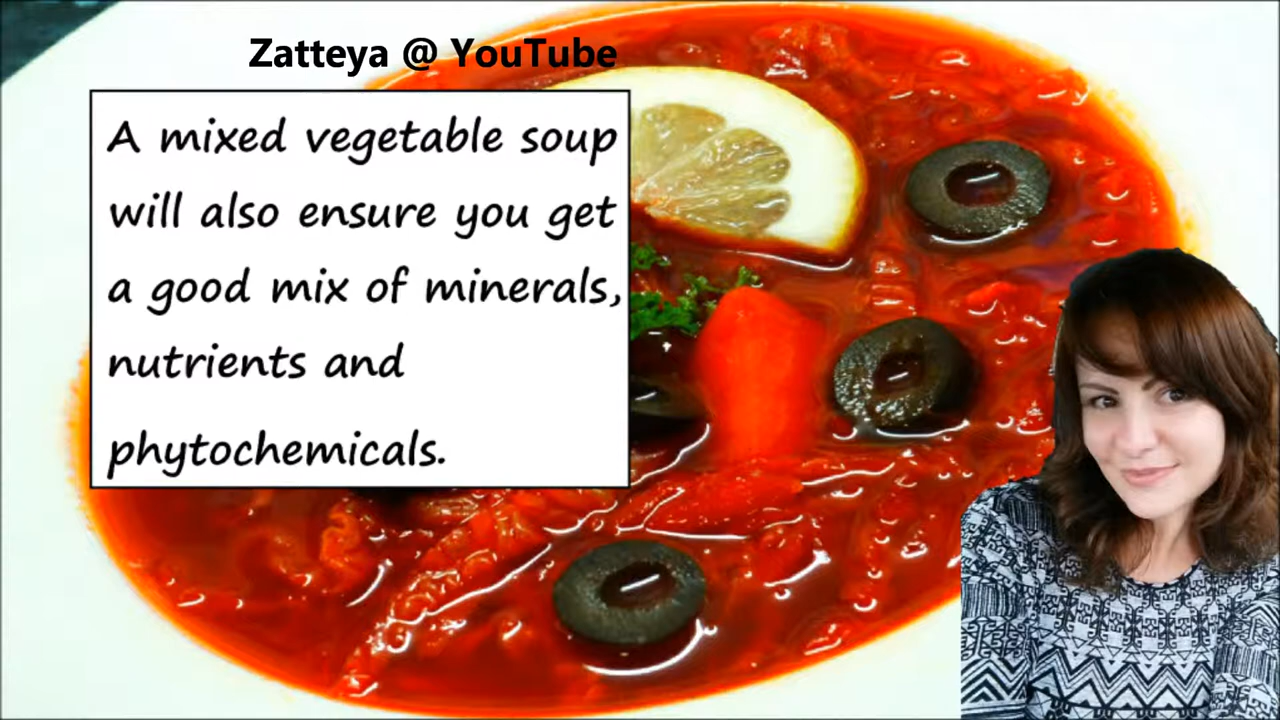 Zatteya @ YouTube
A mixed vegetable soup
will also ensure you get
a good mix of minerals,
nutrients and
phytochemicals.